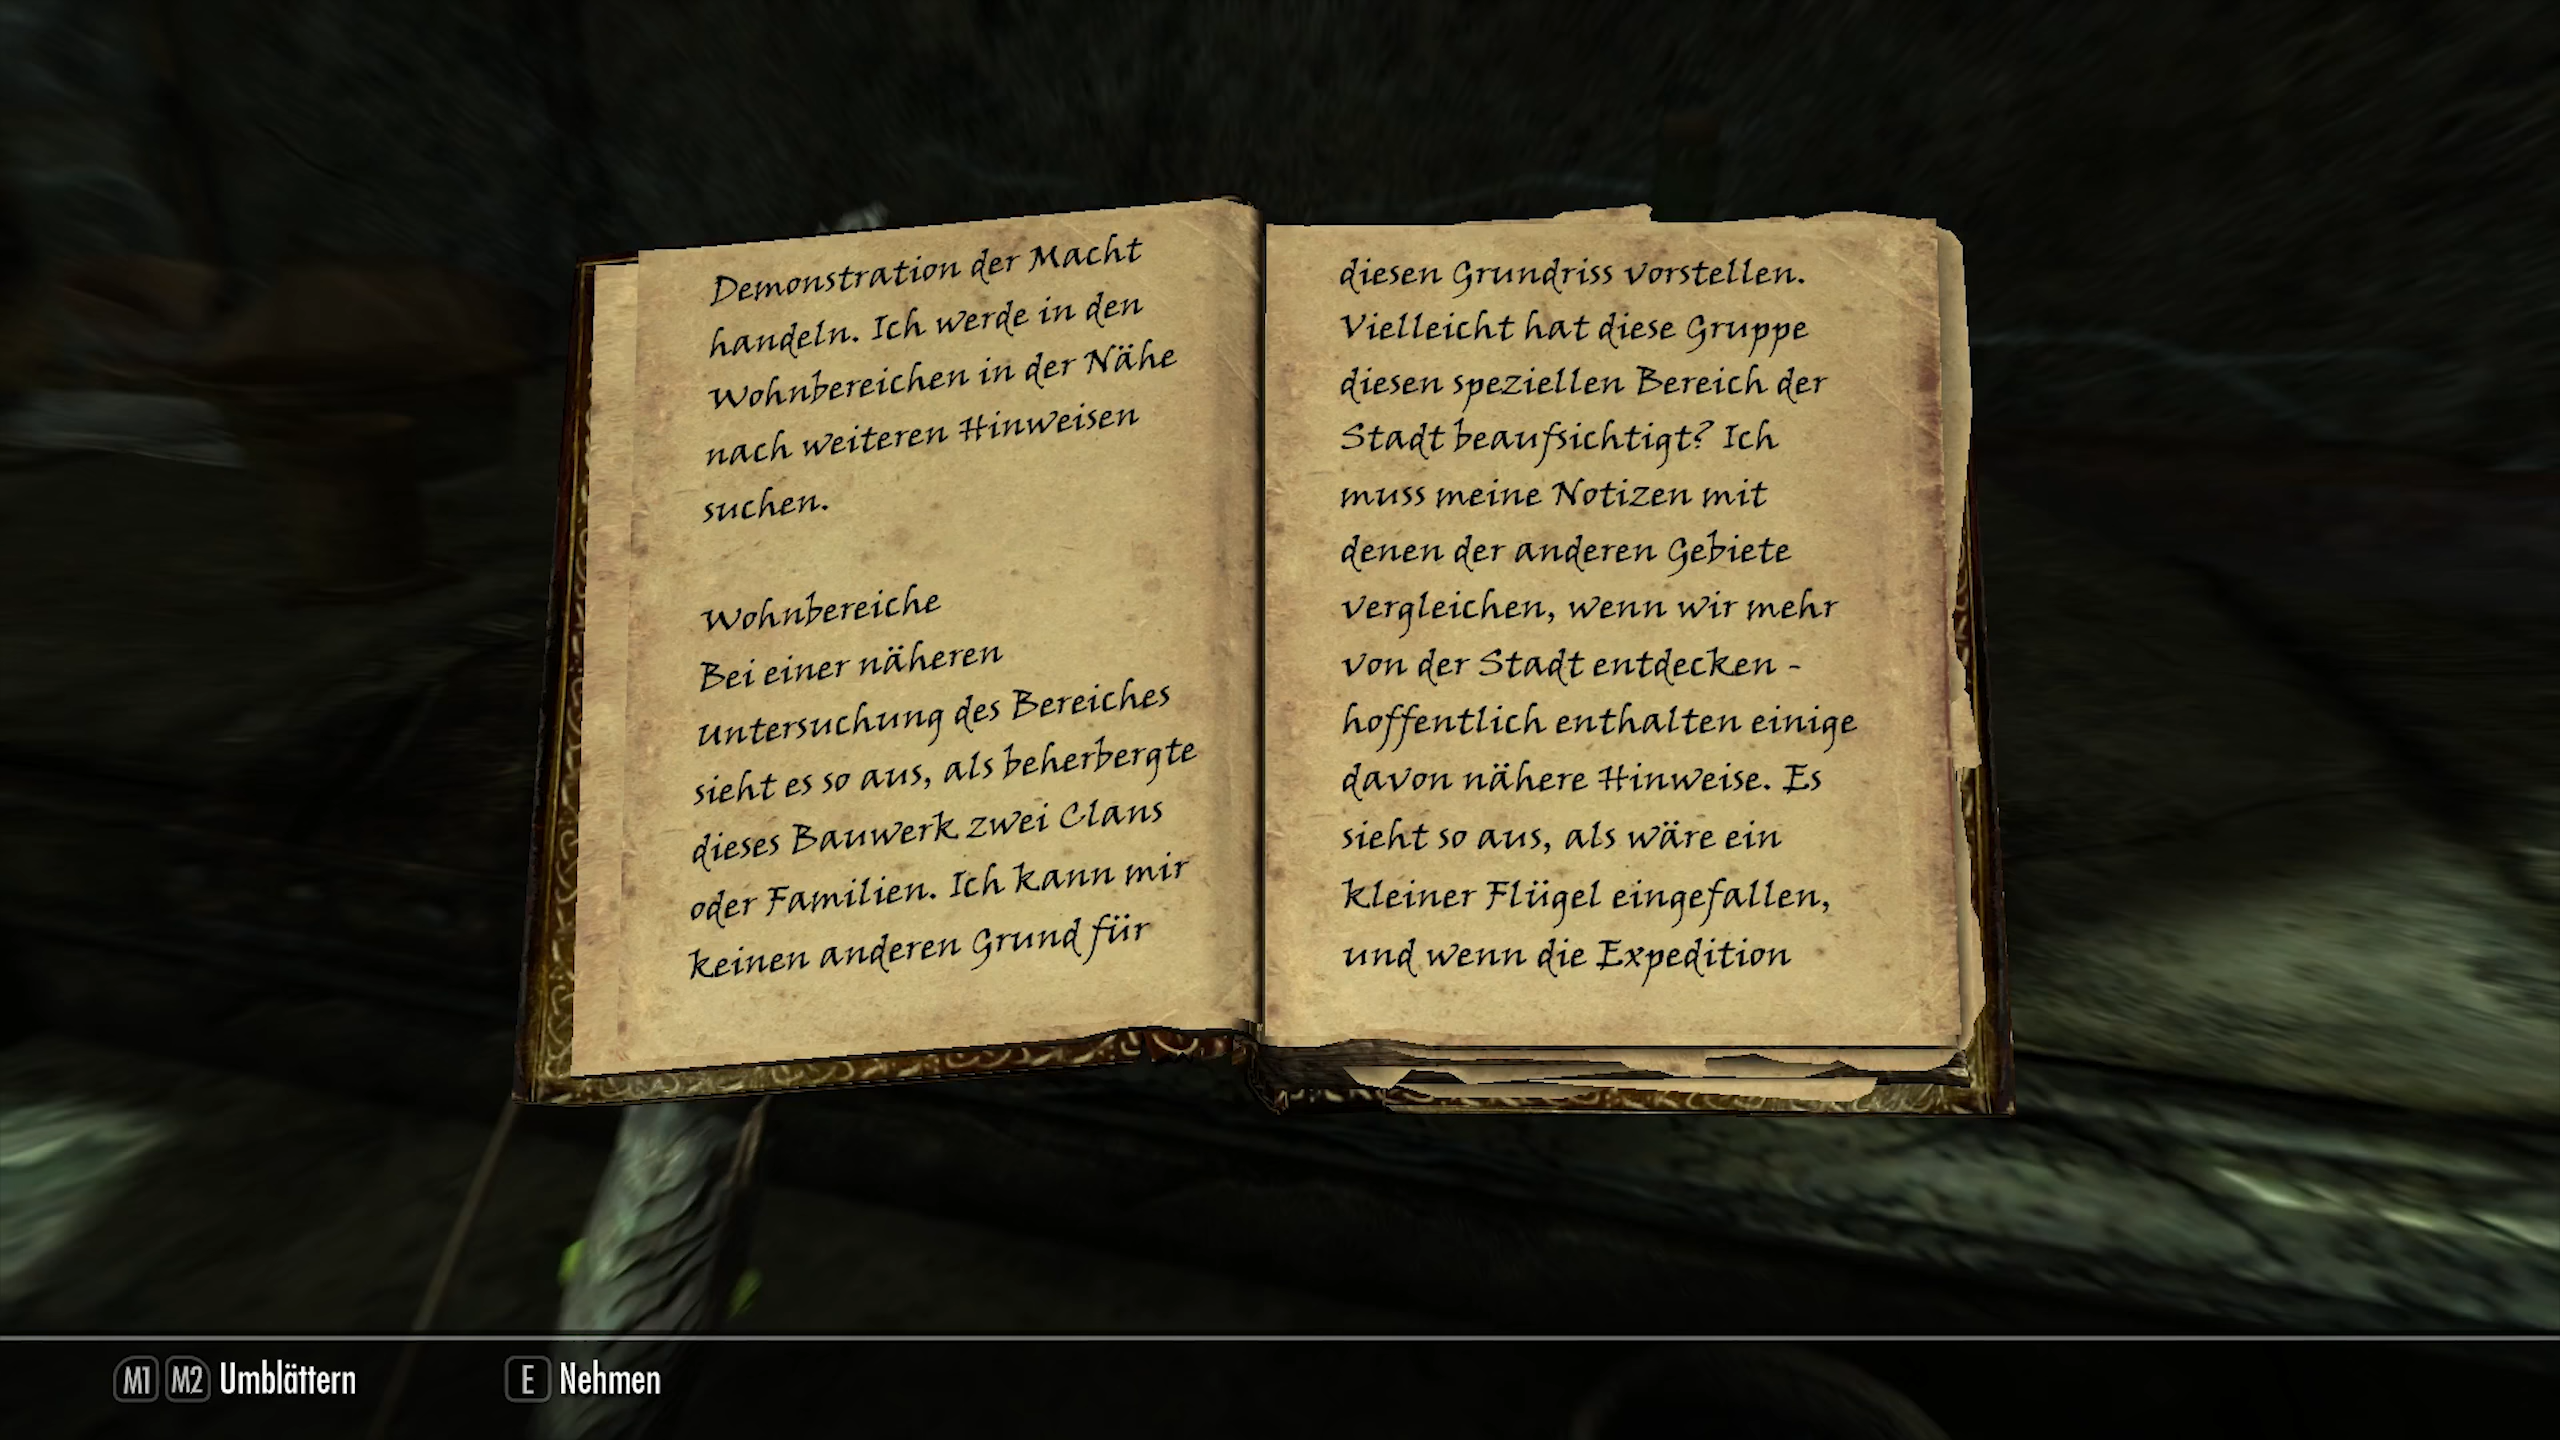 Demonstration der Macht
handeln. Ich werde in den
Wohnbereichen in der Nähe
nach weiteren Hinweisen
suchen.
Wohnbereiche
Bei einer näheren
Untersuchung des Bereiches
sieht es so aus, als beherbergte
dieses Bauwerk zwei Clans
oder Familien. Ich kann mir
keinen anderen Grund für
diesen Grundriss vorstellen.
Vielleicht hat diese Gruppe
diesen speziellen Bereich der
Stadt beaufsichtigt? Ich
muss meine Notizen mit
denen der anderen Gebiete
vergleichen, wenn wir mehr
von der Stadt entdecken -
hoffentlich enthalten einige
davon nähere Hinweise. Es
sieht so aus, als wäre ein
kleiner Flügel eingefallen,
und wenn die Expedition
M1 M2 Umblättern
E Nehmen